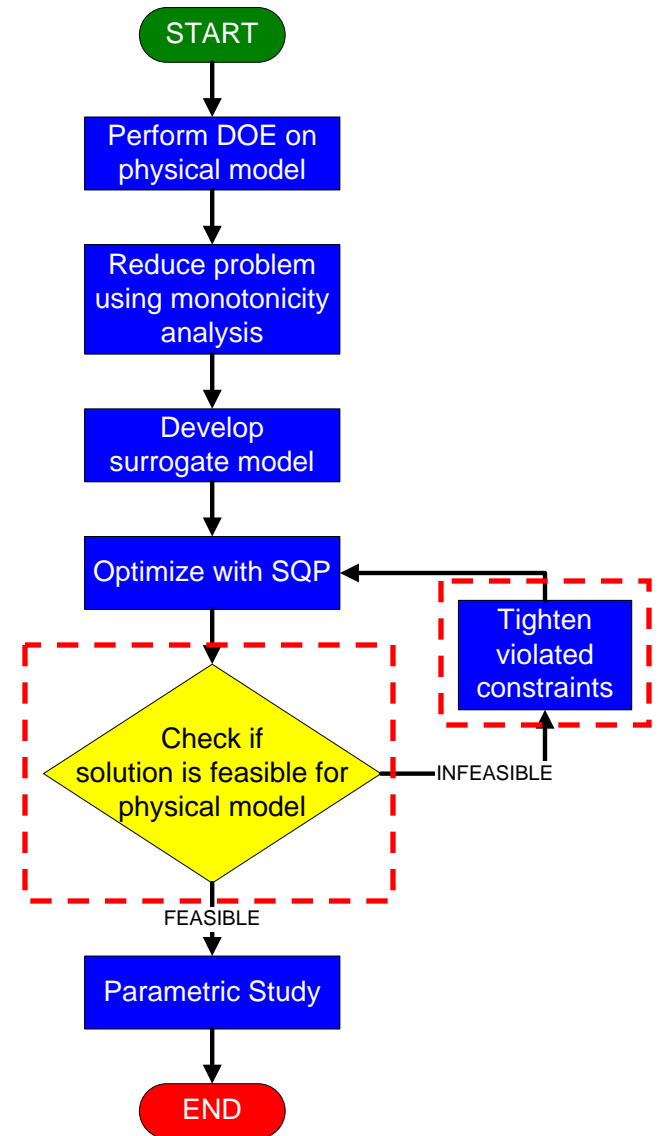 START
Perform DOE on
physical model
Reduce problem
using monotonicity
analysis
Develop
surrogate model
Optimize with SQP
Tighten
violated
constraints
Check if
solution is feasible for
physical model
INFEASIBLE
FEASIBLE
Parametric Study
END